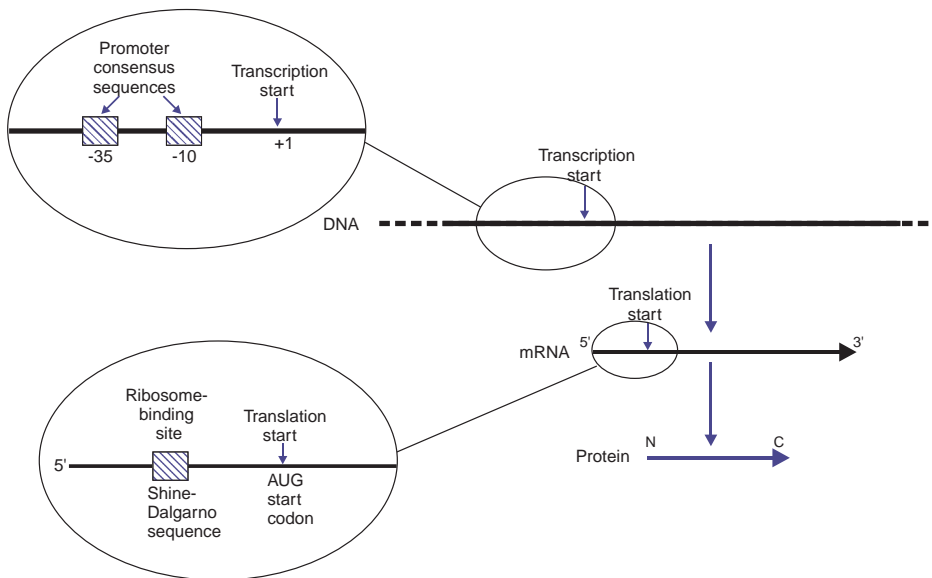 Promoter
consensus
sequences
Transcription
start
-35
-10
+1
Transcription
start
DNA
Translation
start
5'
3'
mRNA
Ribosome-
binding
site
Translation
start
5'
Shine-
Dalgarno
sequence
AUG
start
codon
N
C
Protein